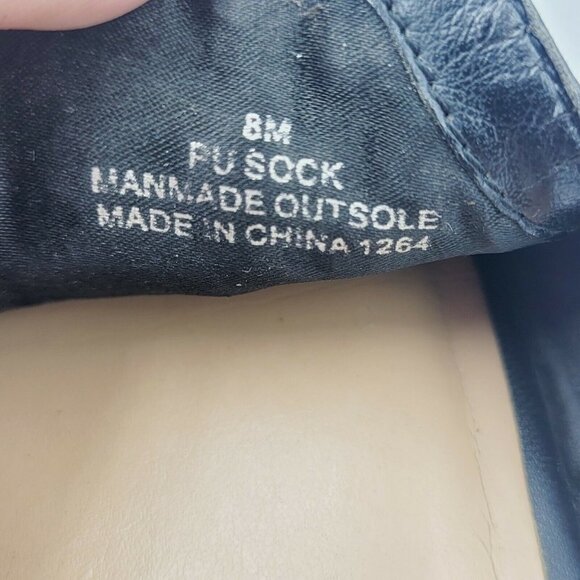 8M
PU SOCK
MANMADE OUTSOLE
MADE IN CHINA 1264